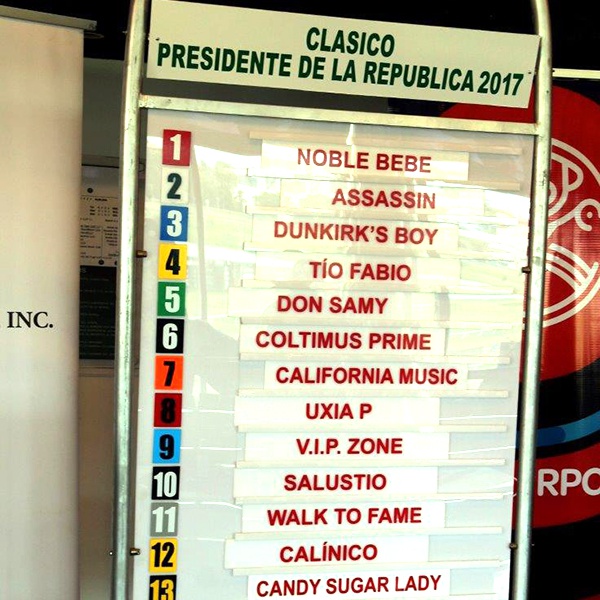 CLASICO
PRESIDENTE DE LA REPUBLICA 2017
1 NOBLE BEBE
2 ASSASSIN
3 DUNKIRK'S BOY
4 TÍO FABIO
5 DON SAMY
6 COLTIMUS PRIME
7 CALIFORNIA MUSIC
8 UXIA P
9 V.I.P. ZONE
10 SALUSTIO
11 WALK TO FAME
12 CALÍNICO
13 CANDY SUGAR LADY
INC.
RPO